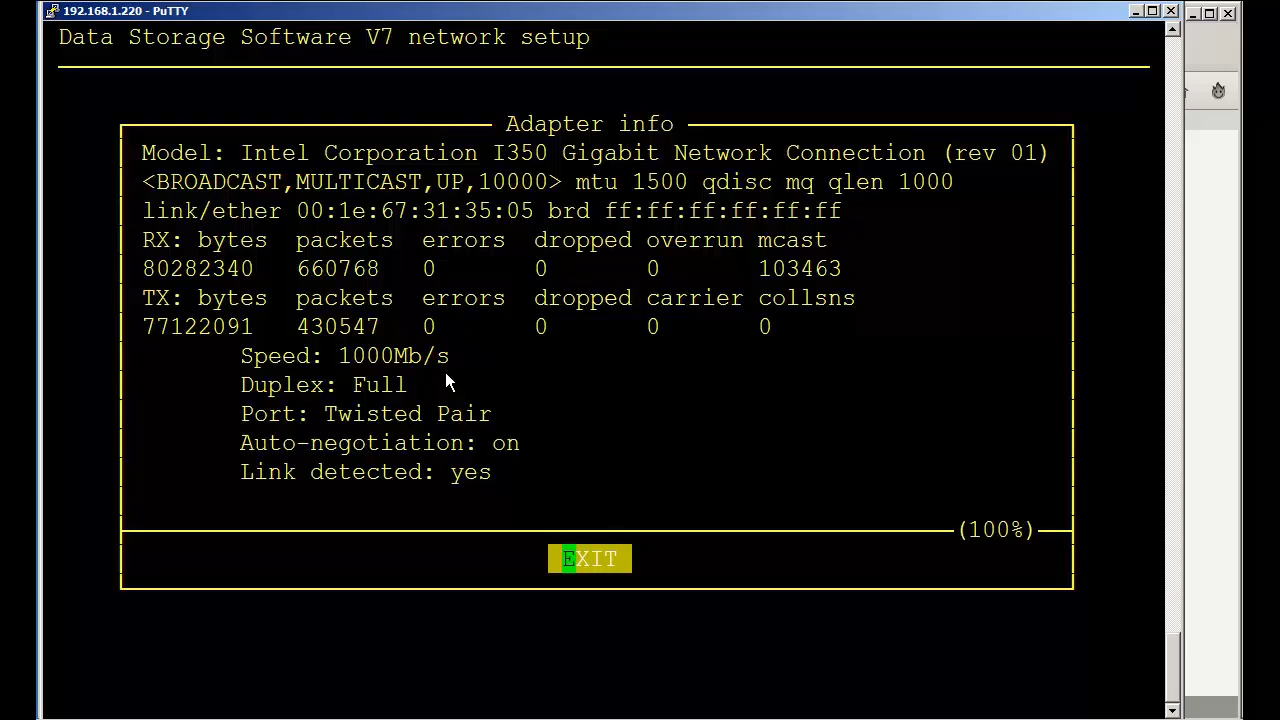 192.168.1.220 - PuTTY
Data Storage Software V7 network setup
Adapter info
Model: Intel Corporation I350 Gigabit Network Connection (rev 01)
<BROADCAST,MULTICAST,UP,10000> mtu 1500 qdisc mq qlen 1000
link/ether 00:1e:67:31:35:05 brd ff:ff:ff:ff:ff:ff
RX: bytes packets errors dropped overrun mcast
80282340 660768 0 0 0 103463
TX: bytes packets errors dropped carrier collsns
77122091 430547 0 0 0 0
Speed: 1000Mb/s
Duplex: Full
Port: Twisted Pair
Auto-negotiation: on
Link detected: yes
(100%)
EXIT